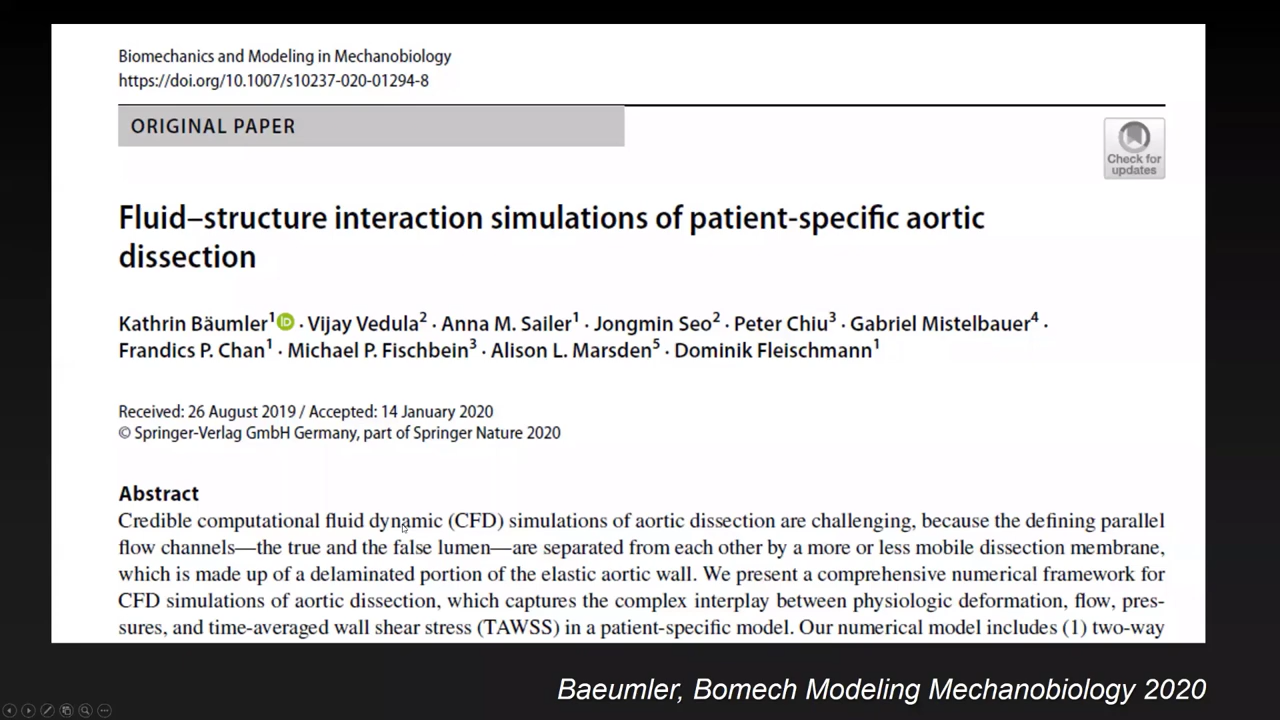 Biomechanics and Modeling in Mechanobiology
https://doi.org/10.1007/s10237-020-01294-8
ORIGINAL PAPER
Check for
updates
Fluid–structure interaction simulations of patient-specific aortic
dissection
Kathrin Bäumler1 iD · Vijay Vedula2 · Anna M. Sailer1 · Jongmin Seo2 · Peter Chiu3 · Gabriel Mistelbauer4 ·
Frandics P. Chan1 · Michael P. Fischbein3 · Alison L. Marsden5 · Dominik Fleischmann1
Received: 26 August 2019 / Accepted: 14 January 2020
© Springer-Verlag GmbH Germany, part of Springer Nature 2020
Abstract
Credible computational fluid dynamic (CFD) simulations of aortic dissection are challenging, because the defining parallel
flow channels—the true and the false lumen—are separated from each other by a more or less mobile dissection membrane,
which is made up of a delaminated portion of the elastic aortic wall. We present a comprehensive numerical framework for
CFD simulations of aortic dissection, which captures the complex interplay between physiologic deformation, flow, pres-
sures, and time-averaged wall shear stress (TAWSS) in a patient-specific model. Our numerical model includes (1) two-way
Baeumler, Bomech Modeling Mechanobiology 2020